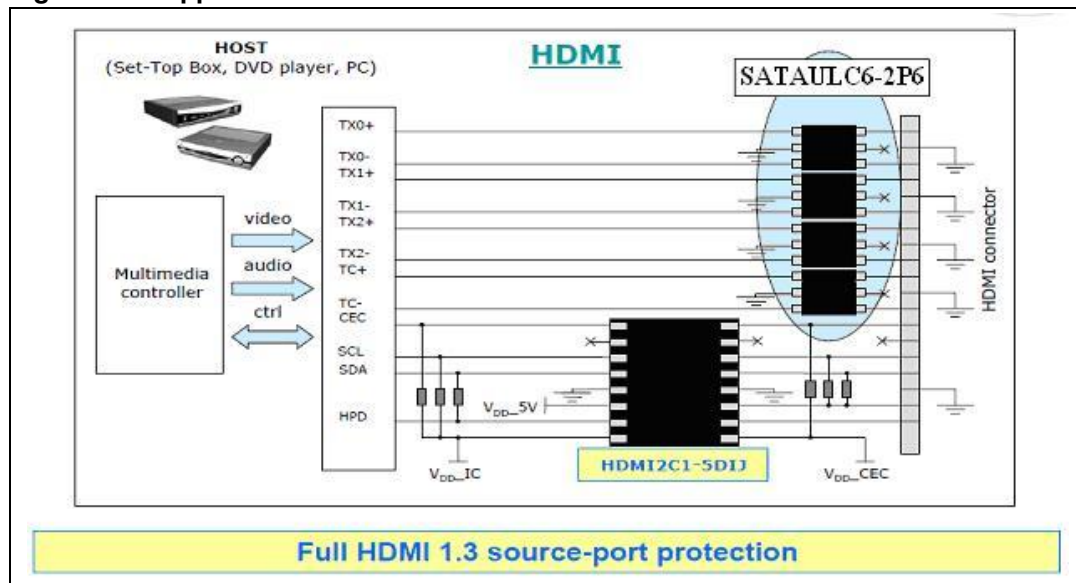 HOST
(Set-Top Box, DVD player, PC)
HDMI
SATAULC6-2P6
TX0+
TX0-
TX1+
TX1-
TX2+
TX2-
TC+
TC-
CEC
SCL
SDA
HPD
video
audio
ctrl
Multimedia
controller
HDMI connector
VDD_5V
VDD_IC
HDMI2C1-5DIJ
VDD_CEC
Full HDMI 1.3 source-port protection